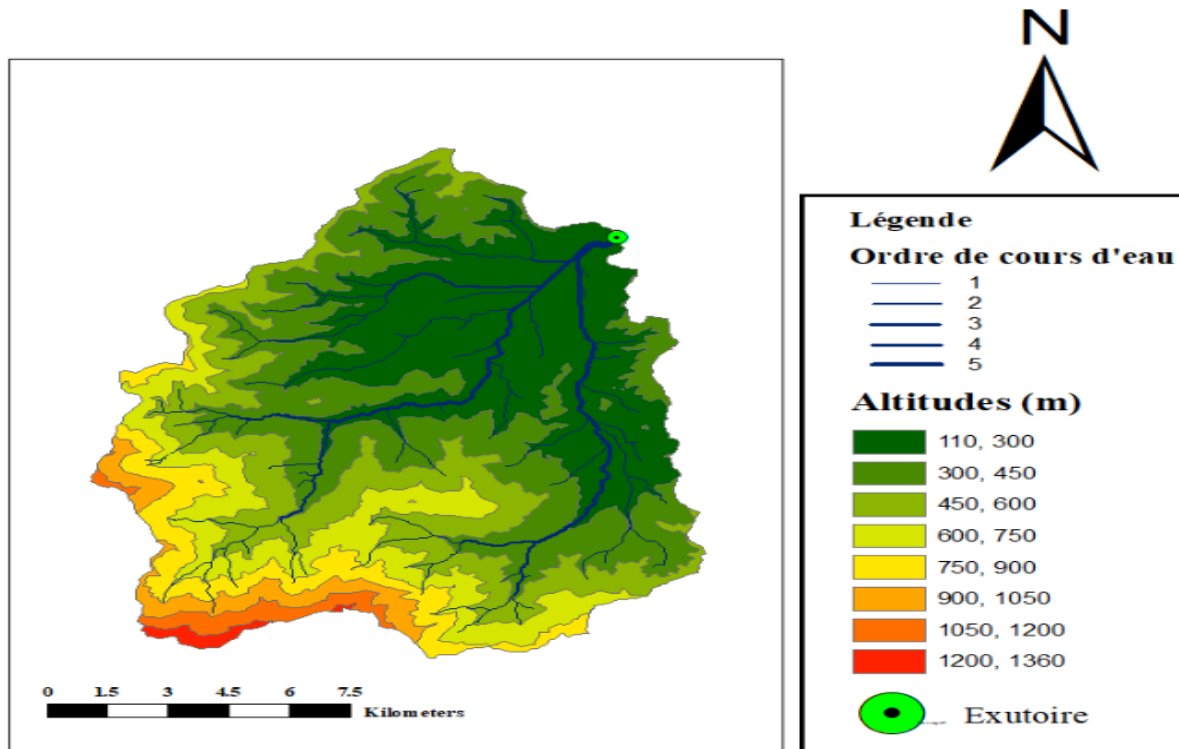 N
Légende
Ordre de cours d'eau
1
2
3
4
5
Altitudes (m)
110, 300
300, 450
450, 600
600, 750
750, 900
900, 1050
1050, 1200
1200, 1360
Exutoire
0 1.5 3 4.5 6 7.5
Kilometers